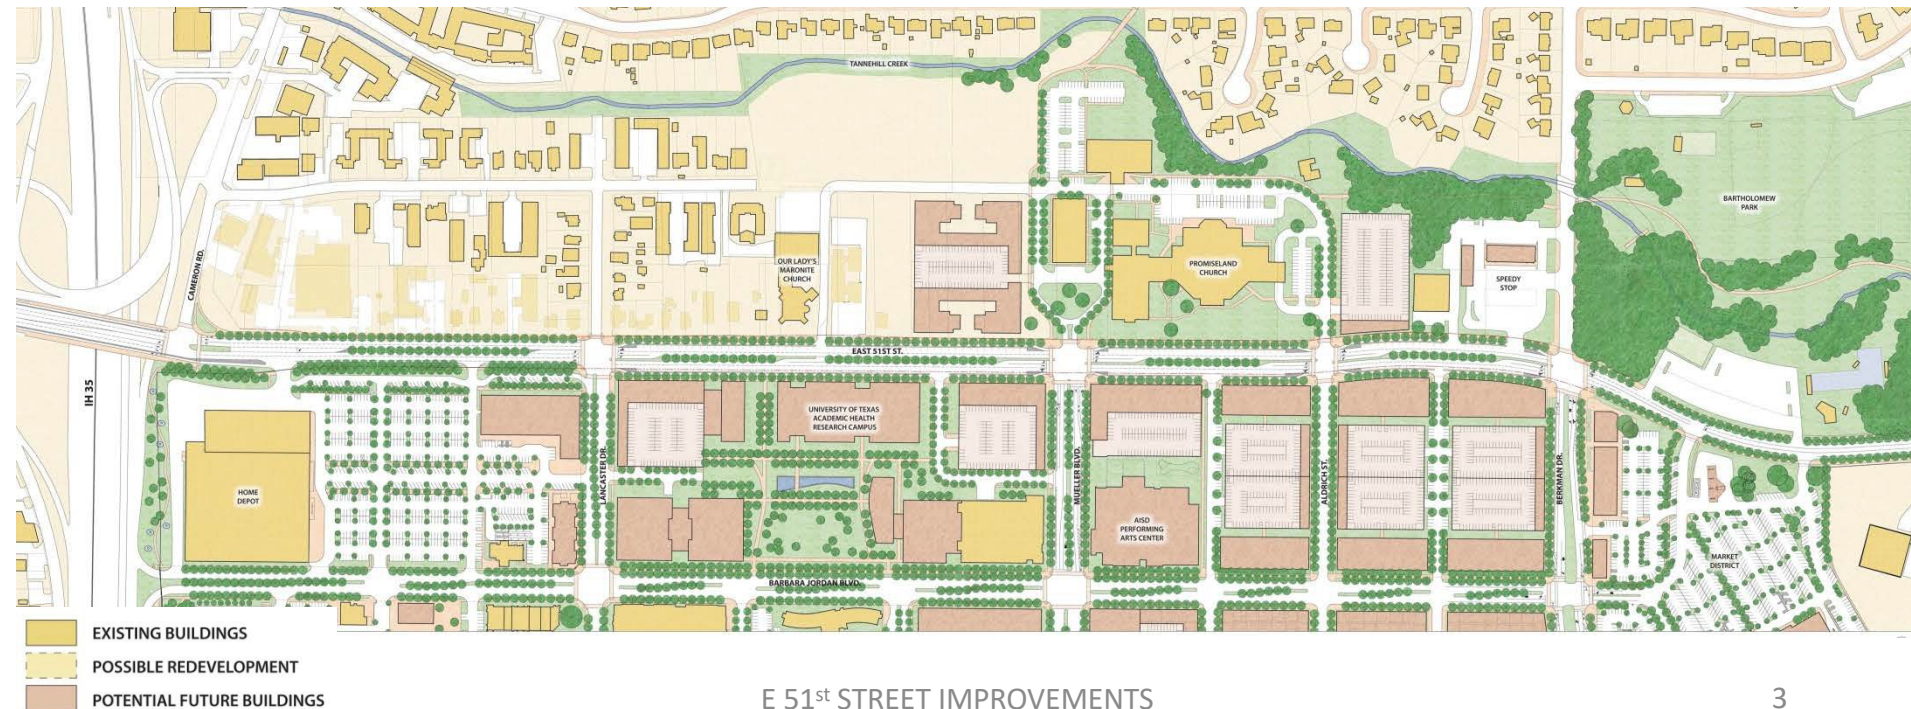 TANNEHILL CREEK
BARTHOLOMEW
PARK
CAMERON RD.
OUR LADY'S
MARONITE
CHURCH
PROMISELAND
CHURCH
SPEEDY
STOP
EAST 51ST ST.
IH 35
UNIVERSITY OF TEXAS
ACADEMIC HEALTH
RESEARCH CAMPUS
HOME
DEPOT
LANCASTER DR.
MUELLER BLVD.
ALDRICH ST.
BERKMAN DR.
AISD
PERFORMING
ARTS CENTER
MARKET
DISTRICT
BARBARA JORDAN BLVD.
EXISTING BUILDINGS
POSSIBLE REDEVELOPMENT
POTENTIAL FUTURE BUILDINGS
E 51st STREET IMPROVEMENTS
3